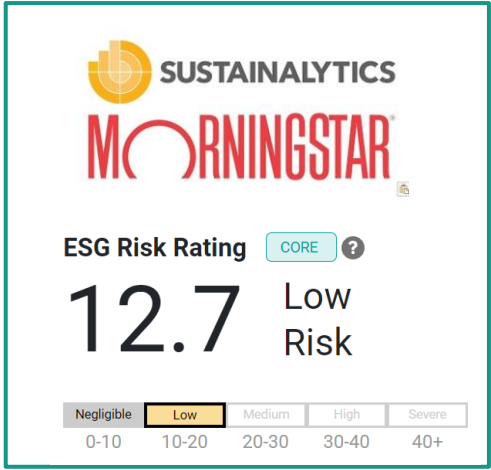 SUSTAINALYTICS
MORNINGSTAR®
ESG Risk Rating CORE ?
12.7 Low
Risk
Negligible Low Medium High Severe
0-10 10-20 20-30 30-40 40+